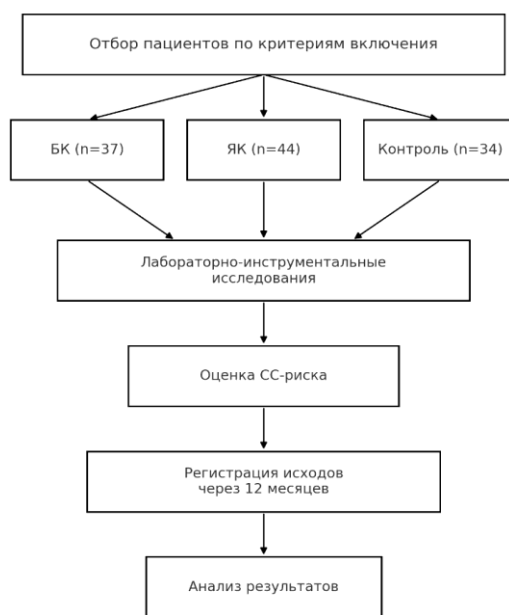 Отбор пациентов по критериям включения
БК (n=37)
ЯК (n=44)
Контроль (n=34)
Лабораторно-инструментальные
исследования
Оценка СС-риска
Регистрация исходов
через 12 месяцев
Анализ результатов